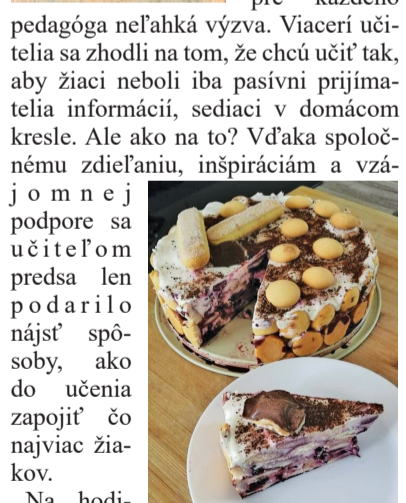 pre každého
pedagóga neľahká výzva. Viacerí uči-
telia sa zhodli na tom, že chcú učiť tak,
aby žiaci neboli iba pasívni prijíma-
telia informácií, sediaci v domácom
kresle. Ale ako na to? Vďaka spoloč-
nému zdieľaniu, inšpiráciám a vzá-
jomnej
podpore sa
učiteľom
predsa len
podarilo
nájsť spô-
soby, ako
do učenia
zapojiť čo
najviac žia-
kov.
Na hodi-